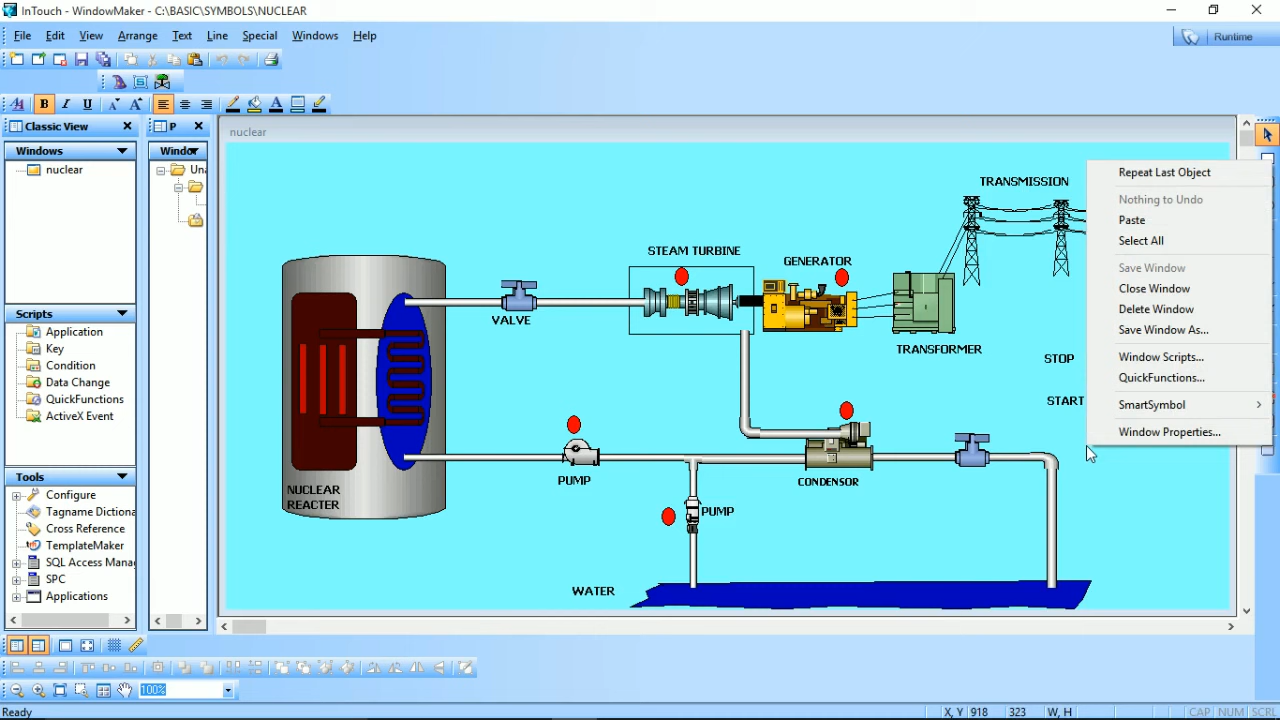 InTouch - WindowMaker - C:\BASIC\SYMBOLS\NUCLEAR
File Edit View Arrange Text Line Special Windows Help
Runtime
B I U
Classic View
P
Windows
nuclear
Scripts
Application
Key
Condition
Data Change
QuickFunctions
ActiveX Event
Tools
Configure
Tagname Dictiona
Cross Reference
TemplateMaker
SQL Access Mana
SPC
Applications
Window
Una
nuclear
TRANSMISSION
STEAM TURBINE
GENERATOR
VALVE
TRANSFORMER
STOP
START
PUMP
CONDENSOR
NUCLEAR
REACTER
PUMP
WATER
Repeat Last Object
Nothing to Undo
Paste
Select All
Save Window
Close Window
Delete Window
Save Window As...
Window Scripts...
QuickFunctions...
SmartSymbol
Window Properties...
100%
Ready
X, Y 918 323 W, H CAP NUM SCRL